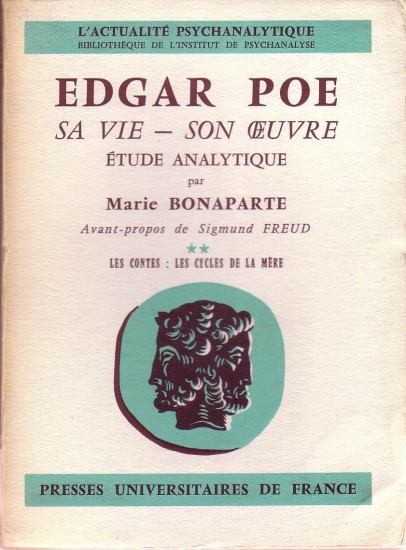 L'ACTUALITÉ PSYCHANALYTIQUE
BIBLIOTHÈQUE DE L'INSTITUT DE PSYCHANALYSE
EDGAR POE
SA VIE — SON ŒUVRE
ÉTUDE ANALYTIQUE
par
Marie BONAPARTE
Avant-propos de Sigmund FREUD
★★
LES CONTES : LES CYCLES DE LA MÈRE
PRESSES UNIVERSITAIRES DE FRANCE